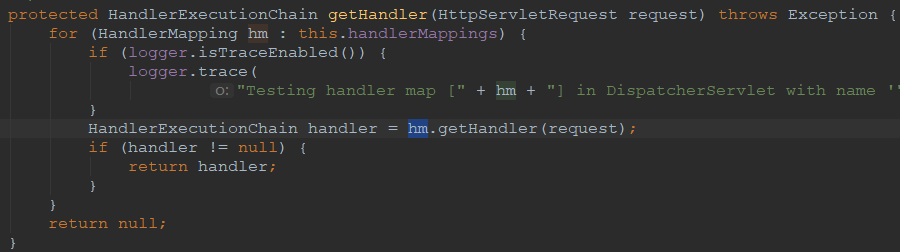 protected HandlerExecutionChain getHandler(HttpServletRequest request) throws Exception {
for (HandlerMapping hm : this.handlerMappings) {
if (logger.isTraceEnabled()) {
logger.trace(
o: "Testing handler map [" + hm + "] in DispatcherServlet with name '
}
HandlerExecutionChain handler = hm.getHandler(request);
if (handler != null) {
return handler;
}
}
return null;
}